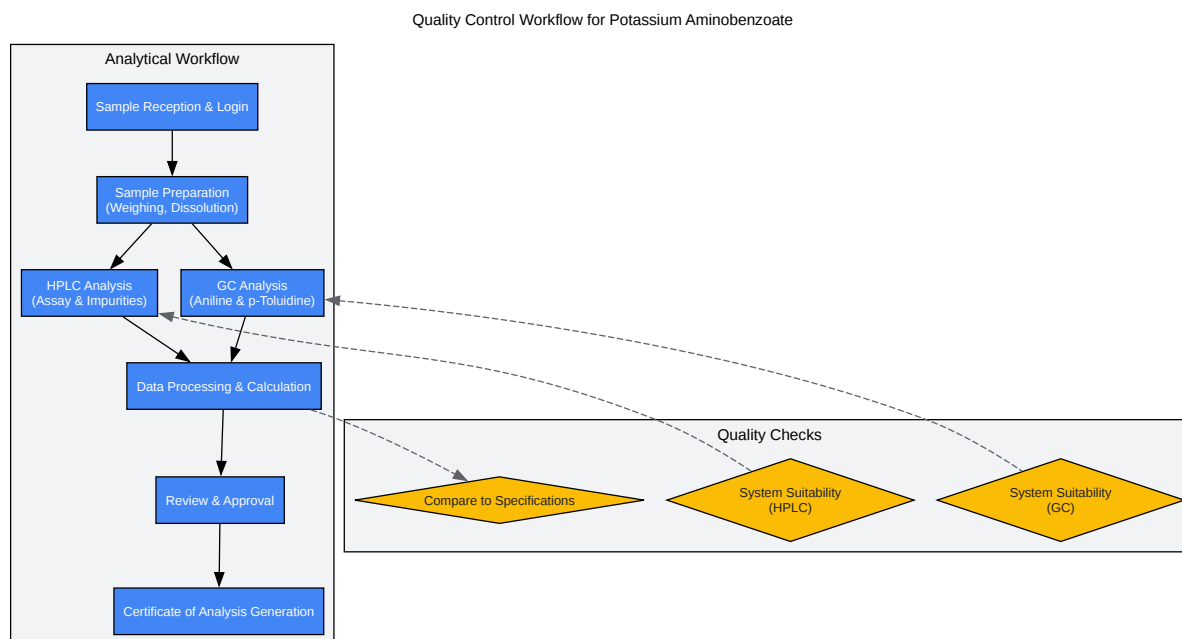 Quality Control Workflow for Potassium Aminobenzoate
Analytical Workflow
Sample Reception & Login
Sample Preparation
(Weighing, Dissolution)
HPLC Analysis
(Assay & Impurities)
GC Analysis
(Aniline & p-Toluidine)
Data Processing & Calculation
Review & Approval
Certificate of Analysis Generation
Quality Checks
Compare to Specifications
System Suitability
(HPLC)
System Suitability
(GC)